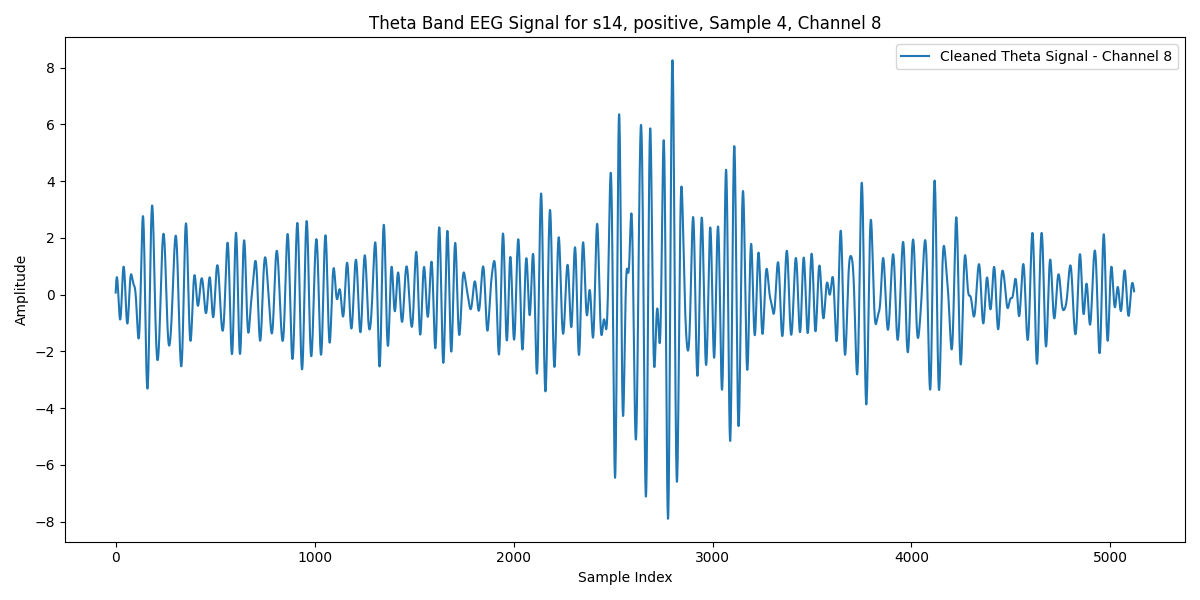 Theta Band EEG Signal for s14, positive, Sample 4, Channel 8
Cleaned Theta Signal - Channel 8
Amplitude
8
6
4
2
0
−2
−4
−6
−8
0 1000 2000 3000 4000 5000
Sample Index